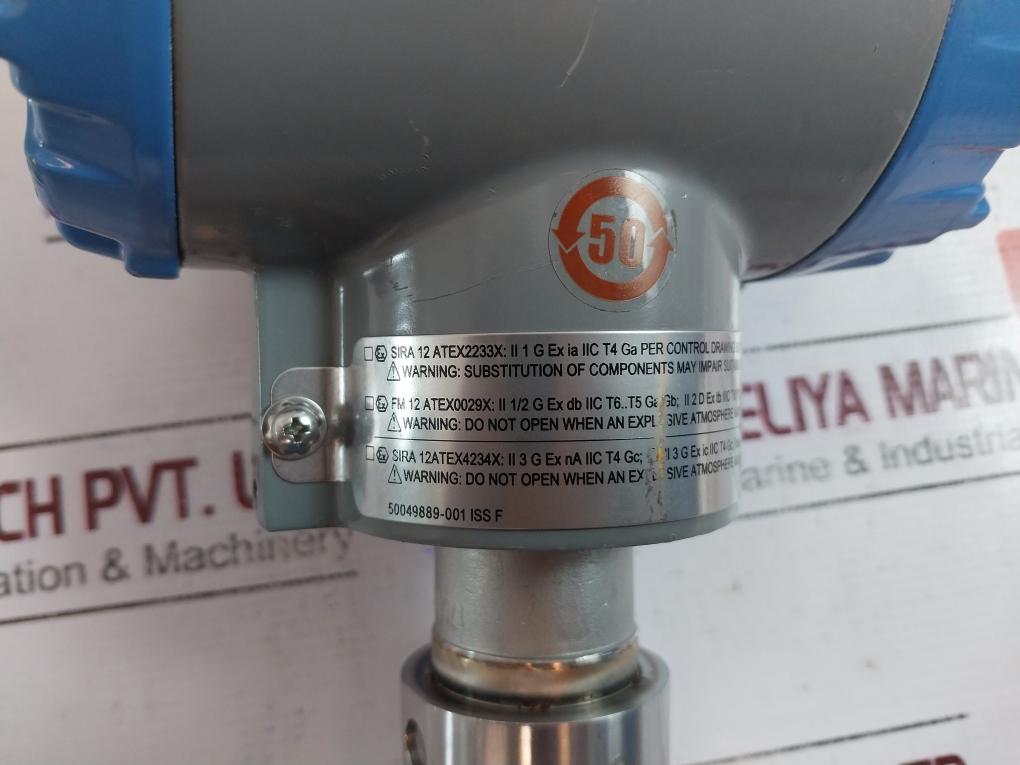 50
SIRA 12 ATEX2233X: II 1 G Ex ia IIC T4 Ga PER CONTROL DRAWING
WARNING: SUBSTITUTION OF COMPONENTS MAY IMPAIR
FM 12 ATEX0029X: II 1/2 G Ex db IIC T6..T5 Ga/Gb; II 2 D Ex tb IIIC
WARNING: DO NOT OPEN WHEN AN EXPLOSIVE ATMOSPHERE
SIRA 12ATEX4234X: II 3 G Ex nA IIC T4 Gc; II 3 G Ex ic IIC T4 Gc
WARNING: DO NOT OPEN WHEN AN EXPLOSIVE ATMOSPHERE
50049889-001 ISS F
CH PVT.
ation & Machinery
ELIYA MARIN
arine & Industria